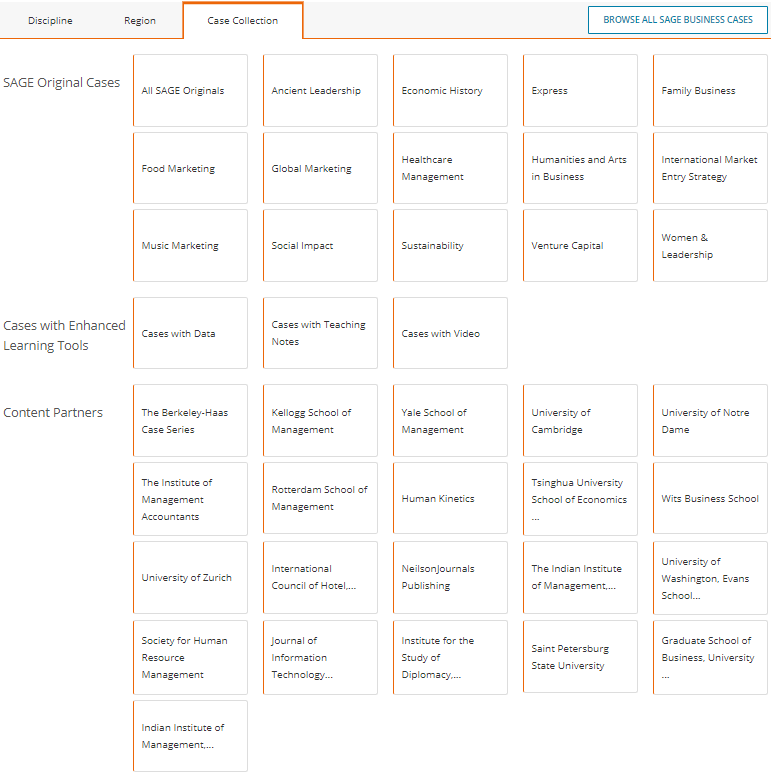 Discipline
Region
Case Collection
BROWSE ALL SAGE BUSINESS CASES
SAGE Original Cases
All SAGE Originals
Ancient Leadership
Economic History
Express
Family Business
Food Marketing
Global Marketing
Healthcare
Management
Humanities and Arts
in Business
International Market
Entry Strategy
Music Marketing
Social Impact
Sustainability
Venture Capital
Women &
Leadership
Cases with Enhanced
Learning Tools
Cases with Data
Cases with Teaching
Notes
Cases with Video
Content Partners
The Berkeley-Haas
Case Series
Kellogg School of
Management
Yale School of
Management
University of
Cambridge
University of Notre
Dame
The Institute of
Management
Accountants
Rotterdam School of
Management
Human Kinetics
Tsinghua University
School of Economics
...
Wits Business School
University of Zurich
International
Council of Hotel,...
NeilsonJournals
Publishing
The Indian Institute
of Management,...
University of
Washington, Evans
School...
Society for Human
Resource
Management
Journal of
Information
Technology...
Institute for the
Study of
Diplomacy,...
Saint Petersburg
State University
Graduate School of
Business, University
...
Indian Institute of
Management,...